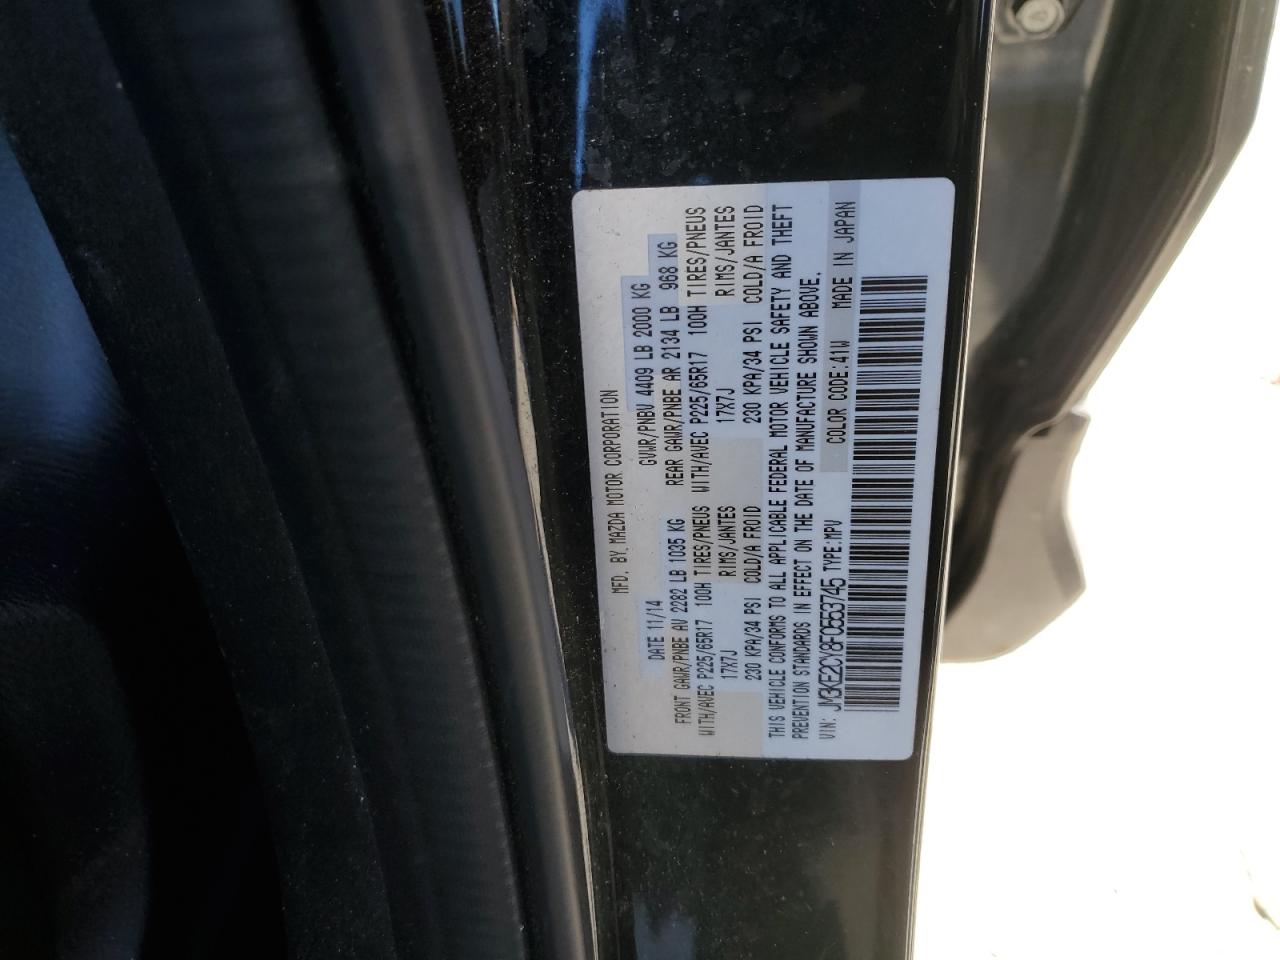 MFD. BY MAZDA MOTOR CORPORATION
DATE 11/14 GVWR/PNBV 4409 LB 2000 KG
FRONT GAWR/PNBE AV 2282 LB 1035 KG REAR GAWR/PNBE AR 2134 LB 968 KG
WITH/AVEC P225/65R17 100H TIRES/PNEUS WITH/AVEC P225/65R17 100H TIRES/PNEUS
17X7J RIMS/JANTES 17X7J RIMS/JANTES
230 KPA/34 PSI COLD/A FROID 230 KPA/34 PSI COLD/A FROID
THIS VEHICLE CONFORMS TO ALL APPLICABLE FEDERAL MOTOR VEHICLE SAFETY AND THEFT
PREVENTION STANDARDS IN EFFECT ON THE DATE OF MANUFACTURE SHOWN ABOVE.
VIN: JM3KE2CY8F0553745 TYPE:MPV COLOR CODE:41W MADE IN JAPAN